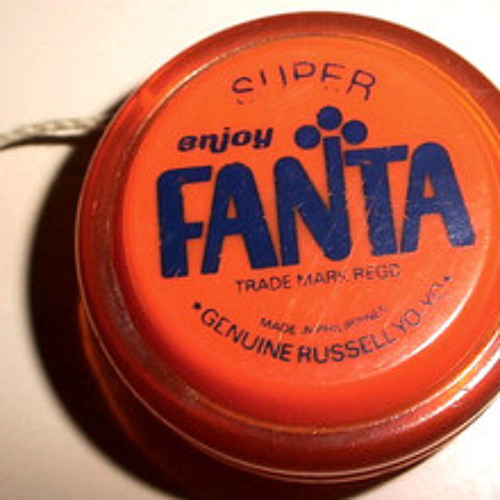 SUPER
enjoy
FANTA
TRADE MARK REGD
MADE IN PHILIPPINES
• GENUINE RUSSELL YO-YO •